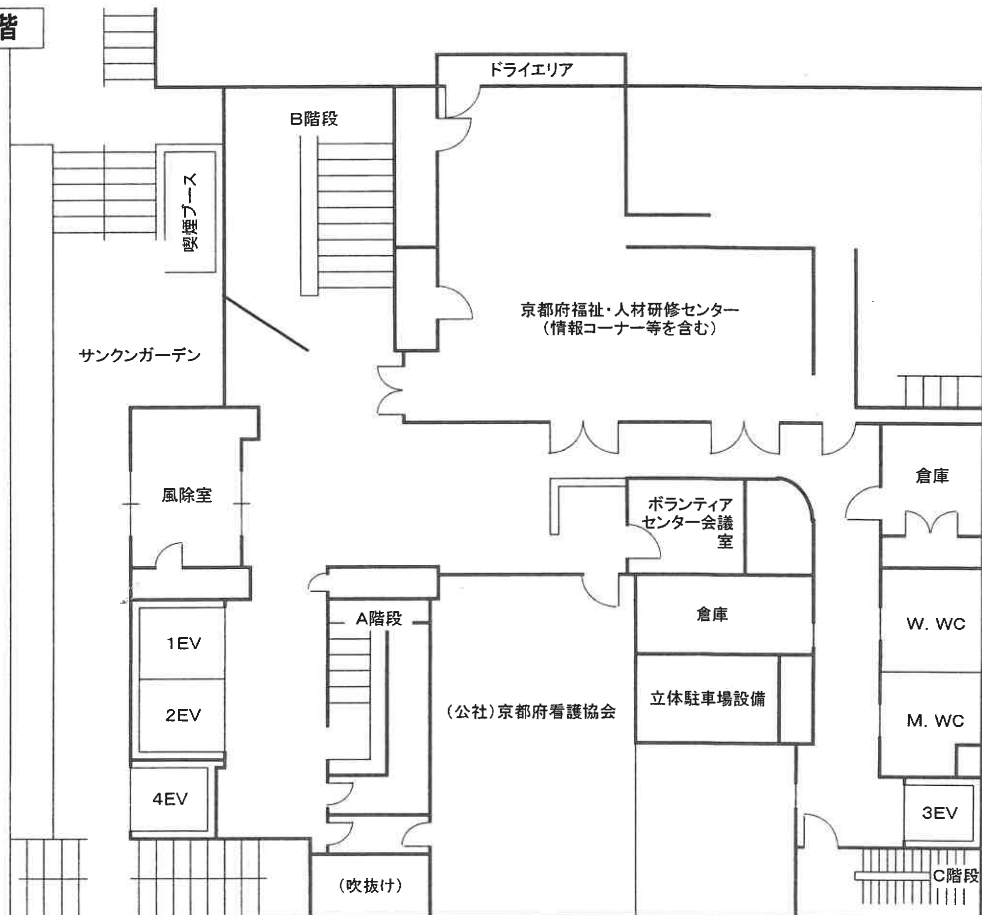 階
ドライエリア
B階段
喫煙ブース
京都府福祉・人材研修センター
(情報コーナー等を含む)
サンクンガーデン
風除室
倉庫
ボランティア
センター会議
室
A階段
倉庫
W. WC
1EV
2EV
(公社)京都府看護協会
立体駐車場設備
M. WC
4EV
3EV
(吹抜け)
C階段